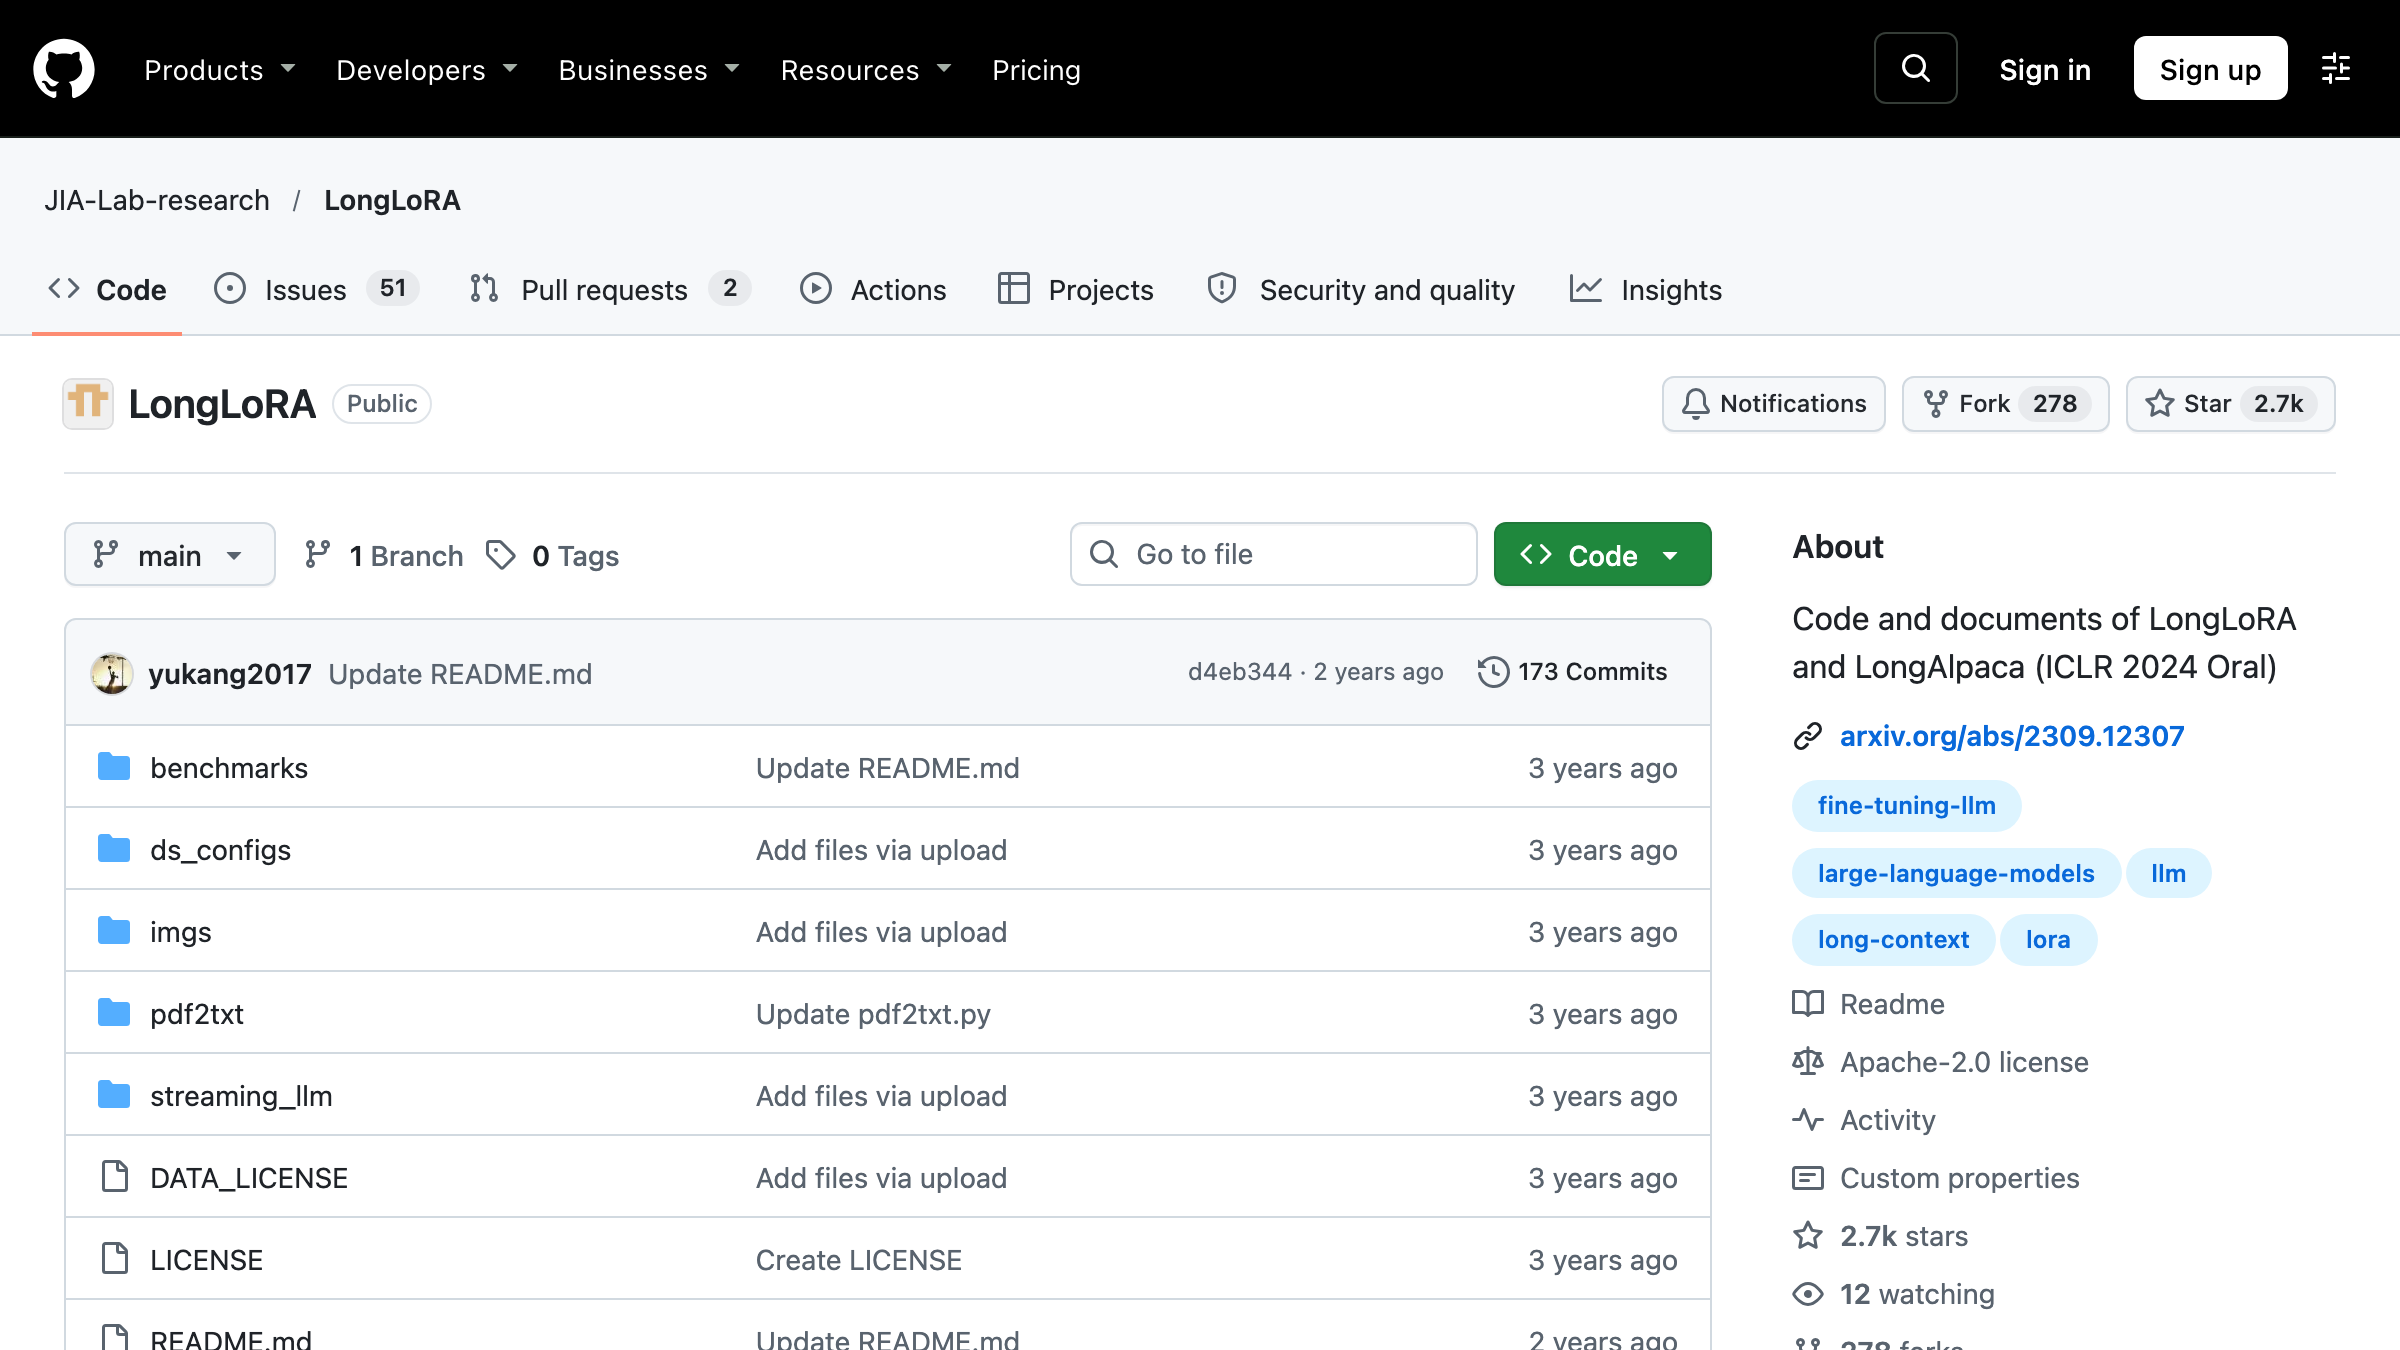 Products Developers Businesses Resources Pricing Sign in Sign up
JIA-Lab-research / LongLoRA
Code Issues 51 Pull requests 2 Actions Projects Security and quality Insights
LongLoRA Public Notifications Fork 278 Star 2.7k
main 1 Branch 0 Tags Go to file Code
yukang2017 Update README.md d4eb344 · 2 years ago 173 Commits
benchmarks Update README.md 3 years ago
ds_configs Add files via upload 3 years ago
imgs Add files via upload 3 years ago
pdf2txt Update pdf2txt.py 3 years ago
streaming_llm Add files via upload 3 years ago
DATA_LICENSE Add files via upload 3 years ago
LICENSE Create LICENSE 3 years ago
README.md Update README.md 2 years ago
About
Code and documents of LongLoRA
and LongAlpaca (ICLR 2024 Oral)
arxiv.org/abs/2309.12307
fine-tuning-llm
large-language-models llm
long-context lora
Readme
Apache-2.0 license
Activity
Custom properties
2.7k stars
12 watching
278 forks